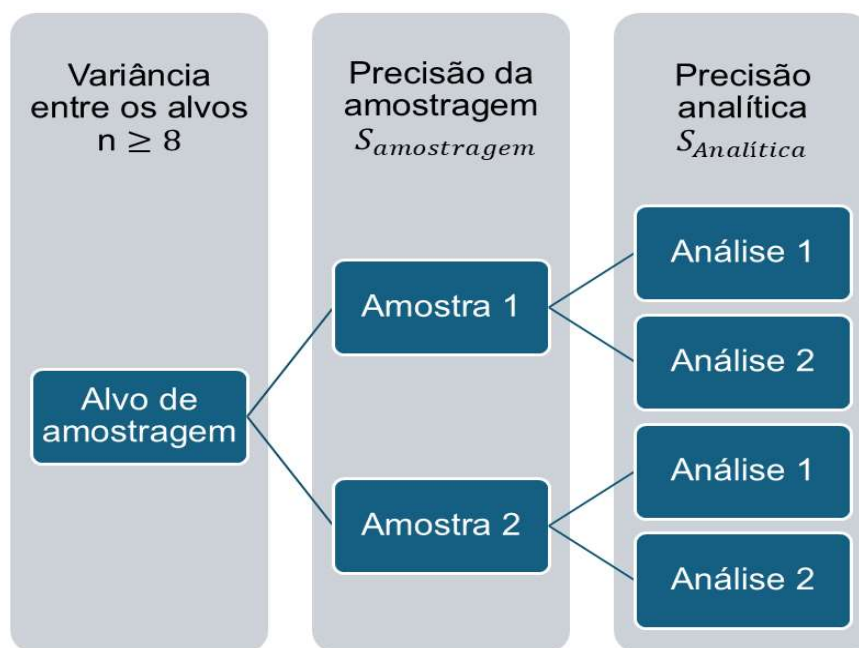 Variância
entre os alvos
n ≥ 8
Precisão da
amostragem
S_amostragem
Precisão
analítica
S_Analítica
Alvo de
amostragem
Amostra 1
Amostra 2
Análise 1
Análise 2
Análise 1
Análise 2